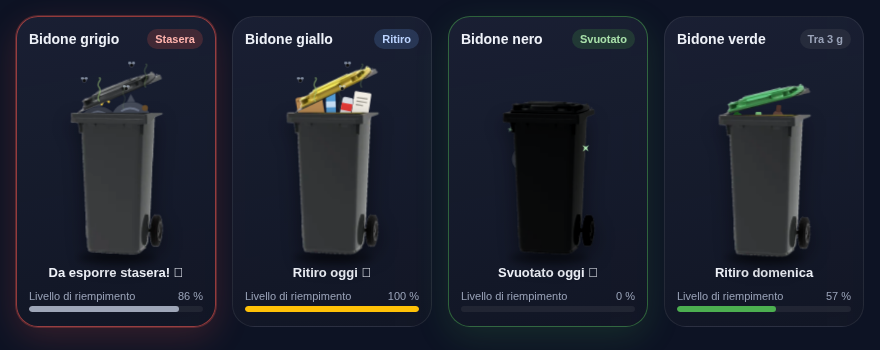 Bidone grigio
Stasera
Da esporre stasera!
Livello di riempimento 86 %
Bidone giallo
Ritiro
Ritiro oggi
Livello di riempimento 100 %
Bidone nero
Svuotato
Svuotato oggi
Livello di riempimento 0 %
Bidone verde
Tra 3 g
Ritiro domenica
Livello di riempimento 57 %